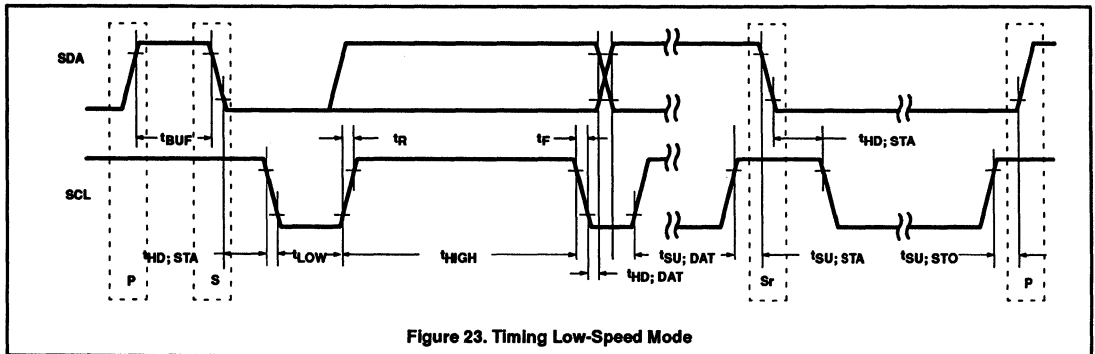 SDA
tBUF
tR
tF
tHD; STA
SCL
tHD; STA
tLOW
tHIGH
tSU; DAT
tHD; DAT
tSU; STA
tSU; STO
P
S
Sr
P
Figure 23. Timing Low-Speed Mode